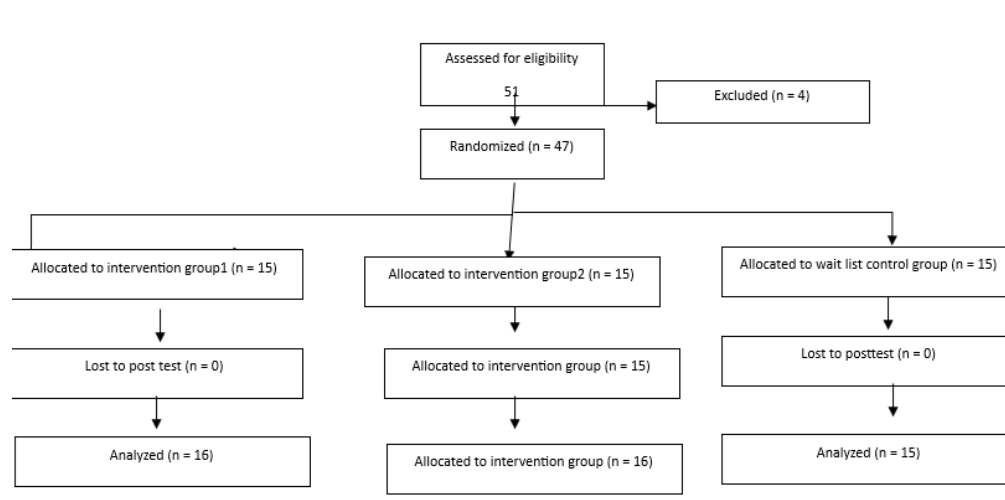 Assessed for eligibility
51
Excluded (n = 4)
Randomized (n = 47)
Allocated to intervention group1 (n = 15)
Allocated to intervention group2 (n = 15)
Allocated to wait list control group (n = 15)
Lost to post test (n = 0)
Allocated to intervention group (n = 15)
Lost to posttest (n = 0)
Analyzed (n = 16)
Allocated to intervention group (n = 16)
Analyzed (n = 15)